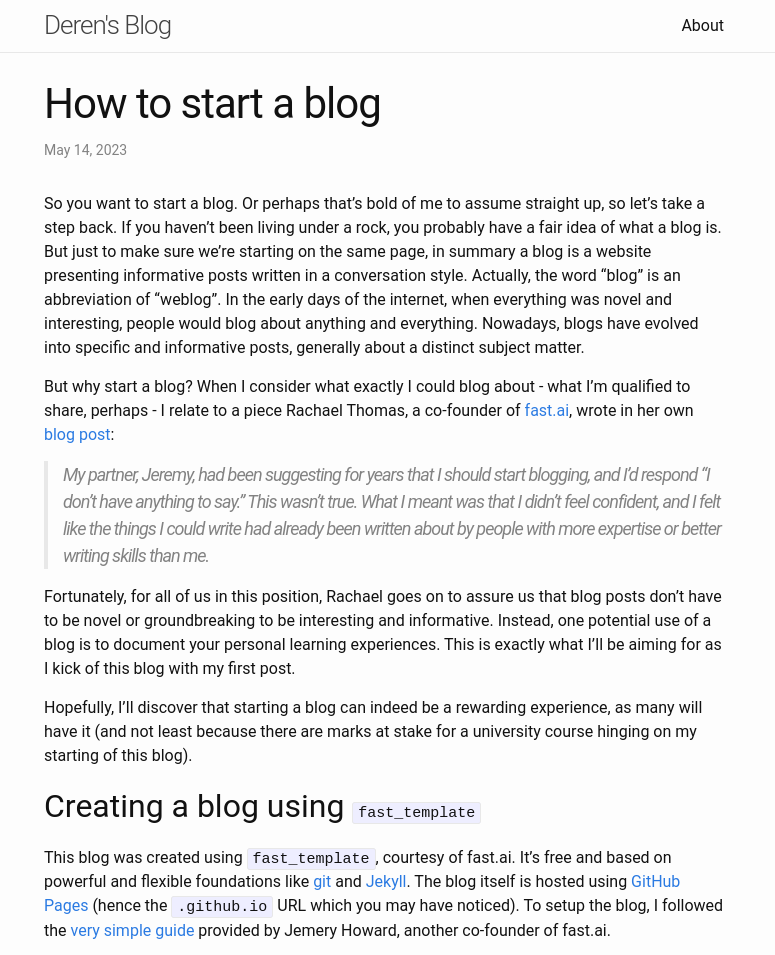 Deren's Blog
About
How to start a blog
May 14, 2023
So you want to start a blog. Or perhaps that’s bold of me to assume straight up, so let’s take a
step back. If you haven’t been living under a rock, you probably have a fair idea of what a blog is.
But just to make sure we’re starting on the same page, in summary a blog is a website
presenting informative posts written in a conversation style. Actually, the word “blog” is an
abbreviation of “weblog”. In the early days of the internet, when everything was novel and
interesting, people would blog about anything and everything. Nowadays, blogs have evolved
into specific and informative posts, generally about a distinct subject matter.
But why start a blog? When I consider what exactly I could blog about - what I’m qualified to
share, perhaps - I relate to a piece Rachael Thomas, a co-founder of fast.ai, wrote in her own
blog post:
My partner, Jeremy, had been suggesting for years that I should start blogging, and I’d respond “I
don’t have anything to say.” This wasn’t true. What I meant was that I didn’t feel confident, and I felt
like the things I could write had already been written about by people with more expertise or better
writing skills than me.
Fortunately, for all of us in this position, Rachael goes on to assure us that blog posts don’t have
to be novel or groundbreaking to be interesting and informative. Instead, one potential use of a
blog is to document your personal learning experiences. This is exactly what I’ll be aiming for as
I kick of this blog with my first post.
Hopefully, I’ll discover that starting a blog can indeed be a rewarding experience, as many will
have it (and not least because there are marks at stake for a university course hinging on my
starting of this blog).
Creating a blog using fast_template
This blog was created using fast_template, courtesy of fast.ai. It’s free and based on
powerful and flexible foundations like git and Jekyll. The blog itself is hosted using GitHub
Pages (hence the .github.io URL which you may have noticed). To setup the blog, I followed
the very simple guide provided by Jemery Howard, another co-founder of fast.ai.